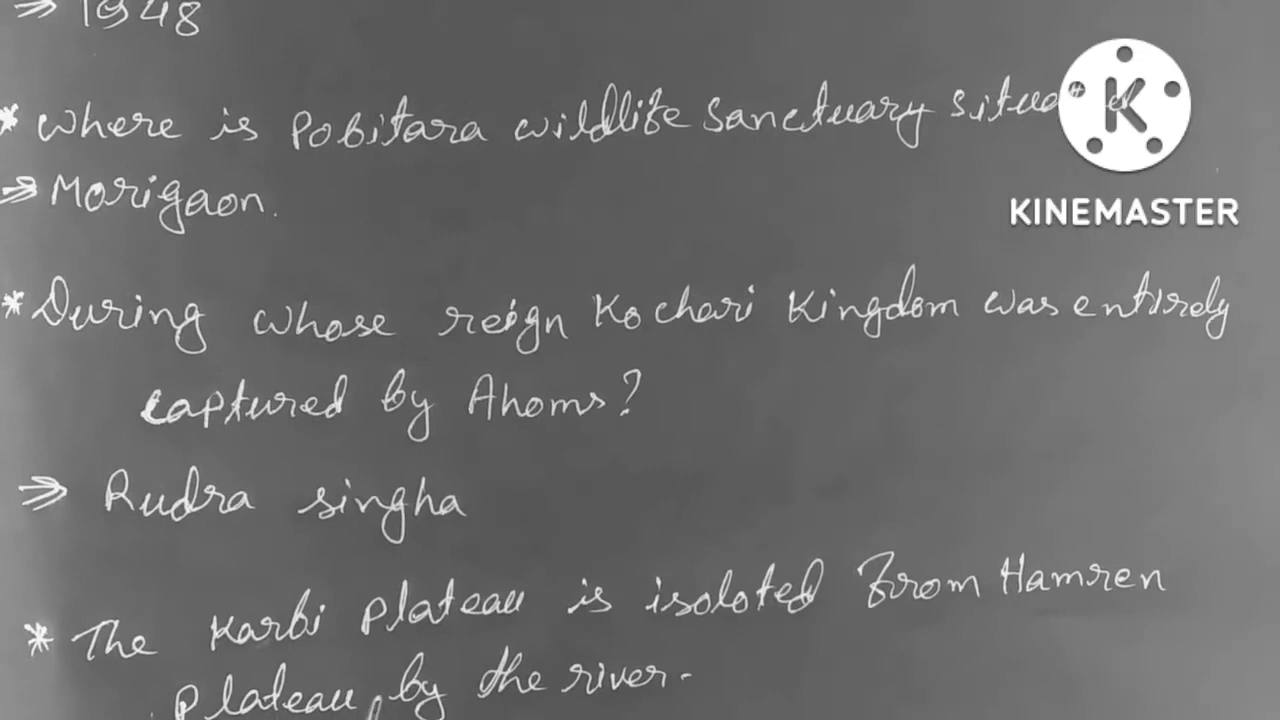 ⇒ 1948
* Where is Pobitara wildlife Sanctuary situated
KINEMASTER
⇒ Morigaon.
* During whose reign Kochari Kingdom was entirely
captured by Ahoms?
⇒ Rudra singha
* The Karbi plateau is isolated from Hamren
plateau by the river.